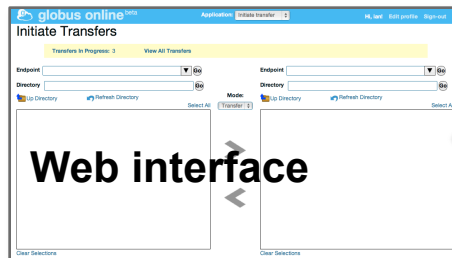 globus online beta
Application: Initiate transfer
Hi, ian! Edit profile Sign-out
Initiate Transfers
Transfers In Progress: 3 View All Transfers
Endpoint Go
Endpoint Go
Directory Go
Directory Go
Up Directory Refresh Directory
Mode:
Up Directory Refresh Directory
Select All
Transfer
Select A
Web interface
Clear Selections
Clear Selections